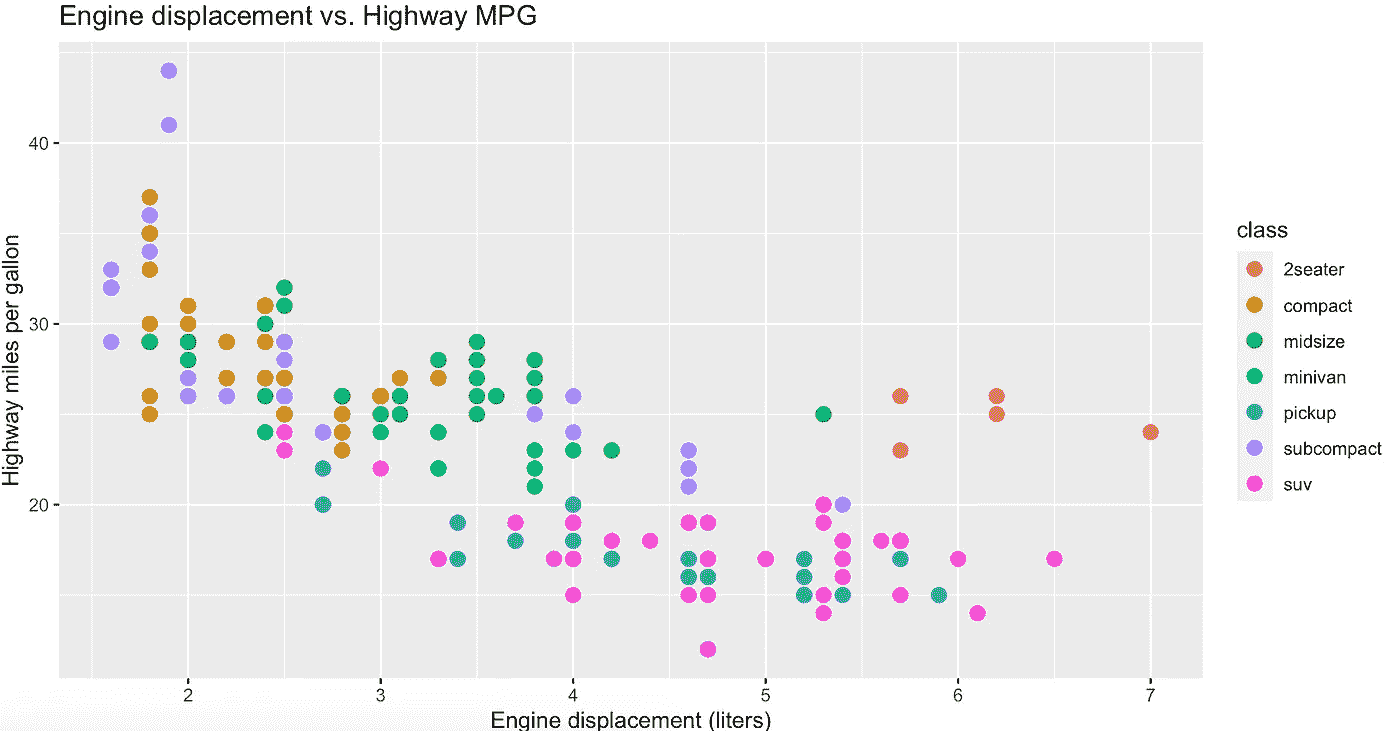 Engine displacement vs. Highway MPG
Highway miles per gallon
40
30
20
2 3 4 5 6 7
Engine displacement (liters)
class
2seater
compact
midsize
minivan
pickup
subcompact
suv